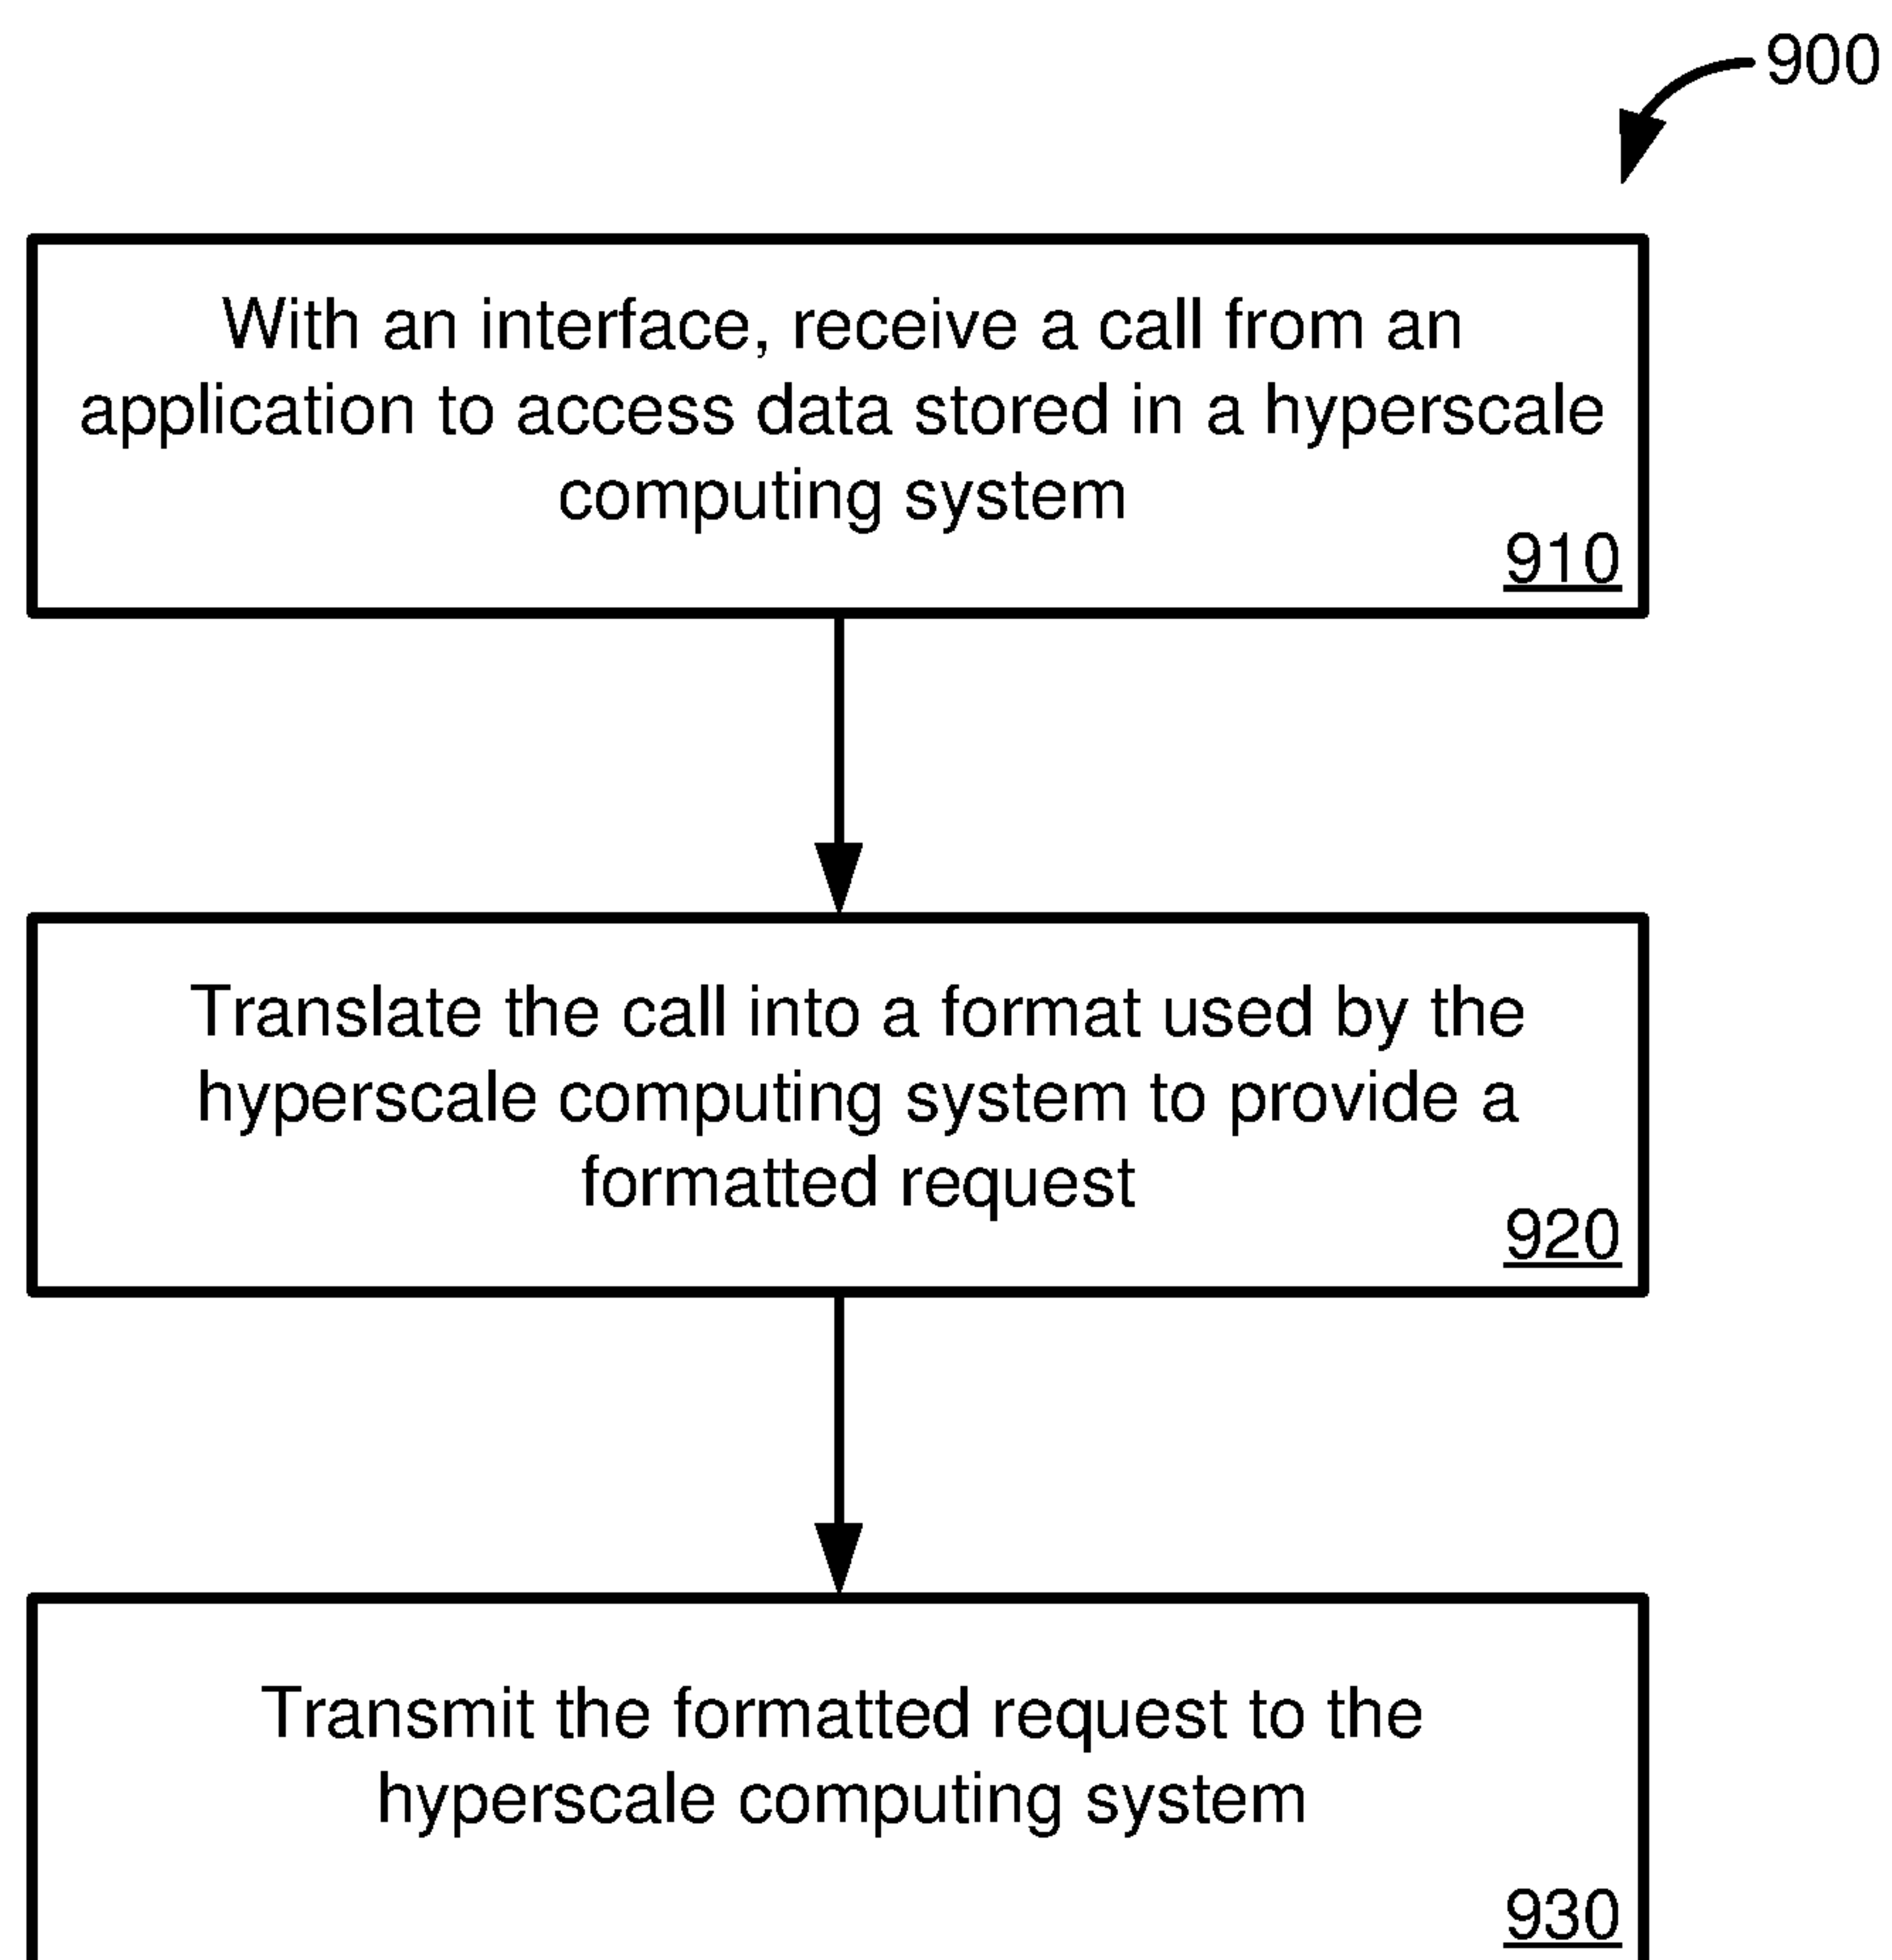 900
With an interface, receive a call from an
application to access data stored in a hyperscale
computing system
910
Translate the call into a format used by the
hyperscale computing system to provide a
formatted request
920
Transmit the formatted request to the
hyperscale computing system
930